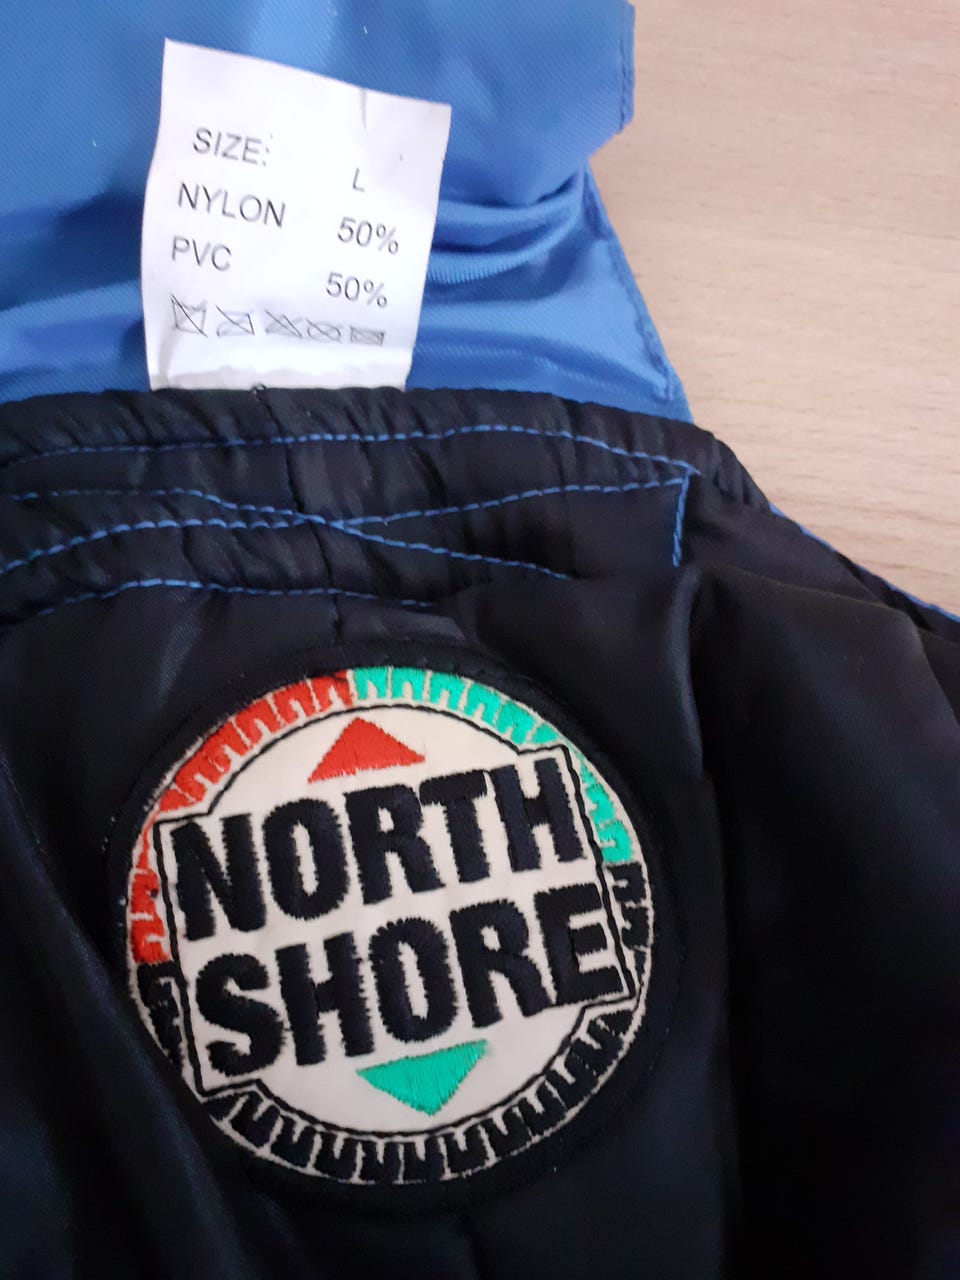 SIZE: L
NYLON 50%
PVC 50%
NORTH
SHORE